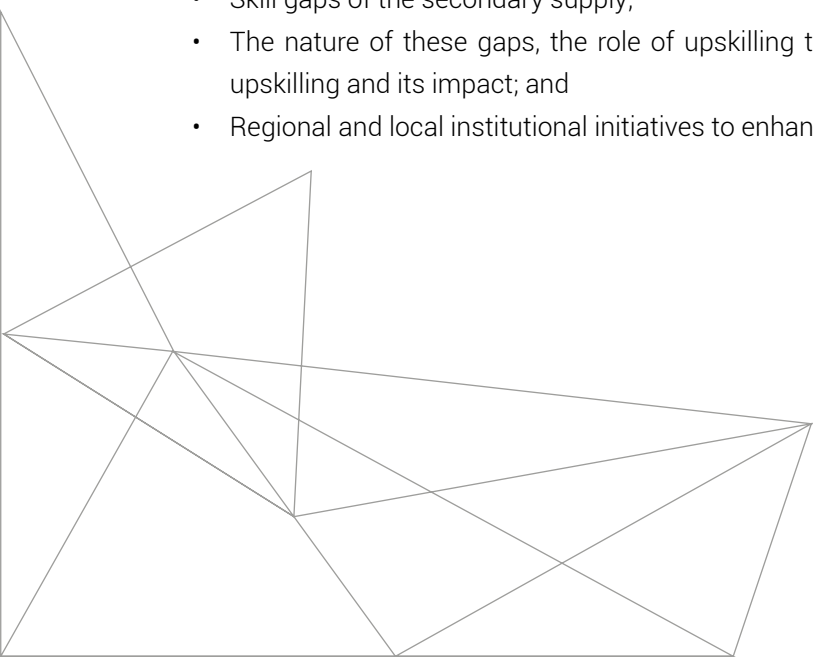 Skill gaps of the secondary supply;
• The nature of these gaps, the role of upskilling t
upskilling and its impact; and
• Regional and local institutional initiatives to enhan